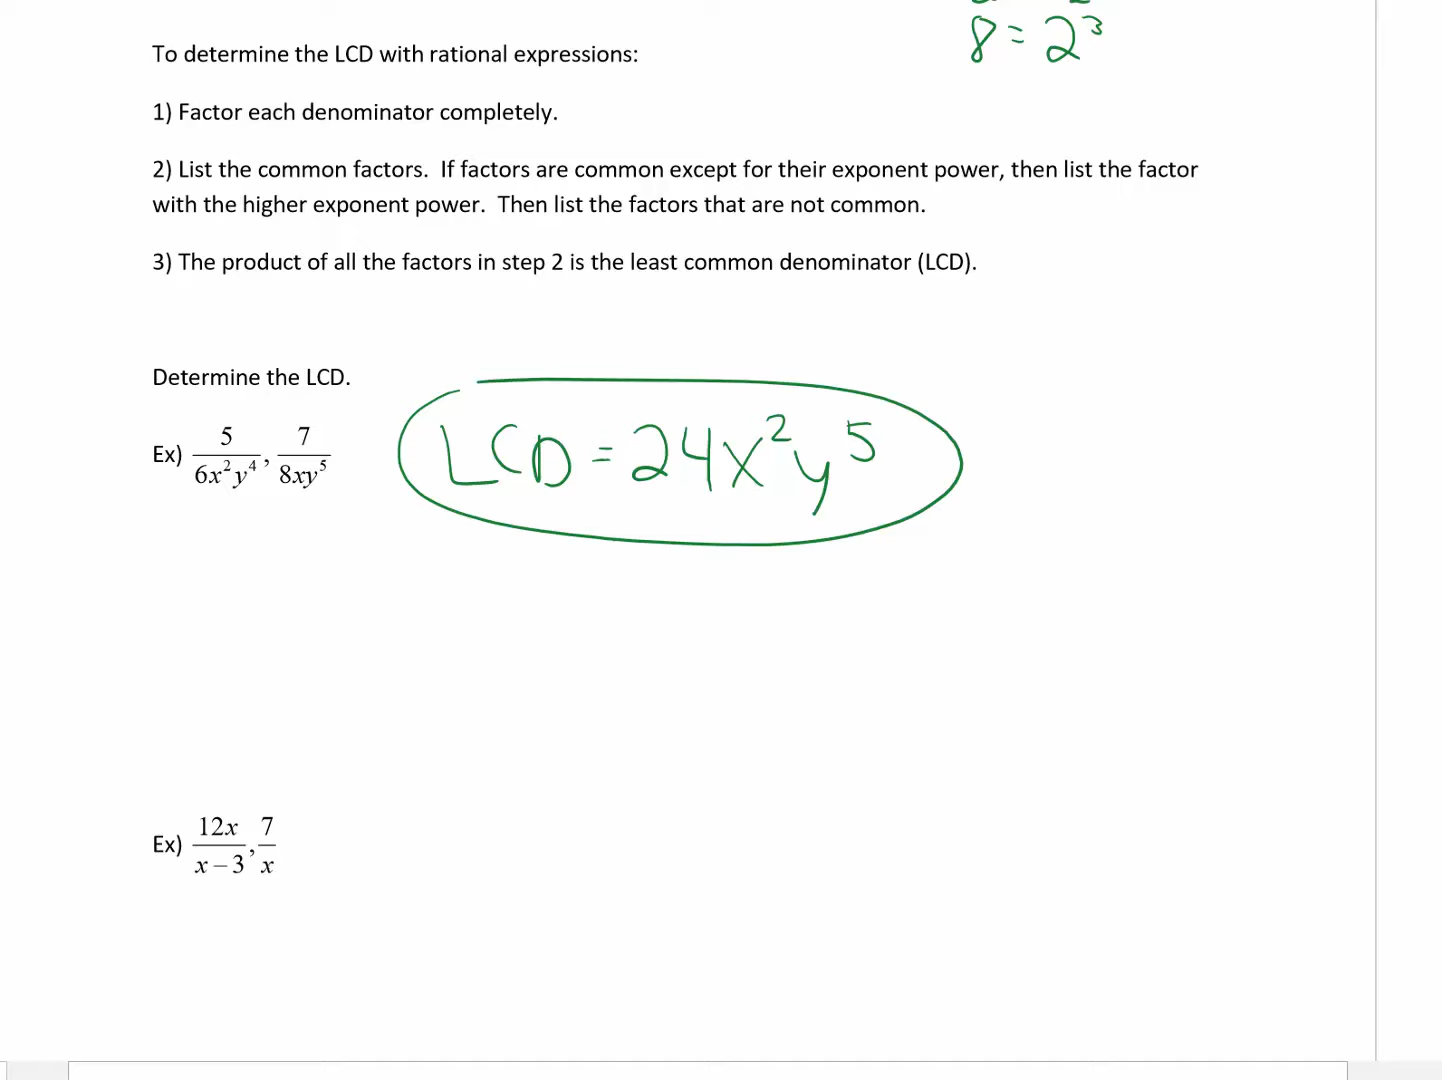 8 = 2³
To determine the LCD with rational expressions:
1) Factor each denominator completely.
2) List the common factors.  If factors are common except for their exponent power, then list the factor
with the higher exponent power.  Then list the factors that are not common.
3) The product of all the factors in step 2 is the least common denominator (LCD).
Determine the LCD.
Ex) 5/(6x²y⁴), 7/(8xy⁵)
LCD = 24x²y⁵
Ex) 12x/(x–3), 7/x